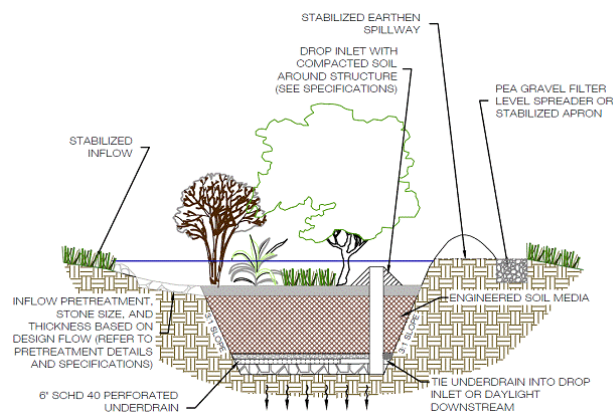 STABILIZED EARTHEN
SPILLWAY
DROP INLET WITH
COMPACTED SOIL
AROUND STRUCTURE
(SEE SPECIFICATIONS)
PEA GRAVEL FILTER
LEVEL SPREADER OR
STABILIZED APRON
STABILIZED
INFLOW
INFLOW PRETREATMENT,
STONE SIZE, AND
THICKNESS BASED ON
DESIGN FLOW (REFER TO
PRETREATMENT DETAILS
AND SPECIFICATIONS)
3:1 SLOPE
3:1 SLOPE
ENGINEERED SOIL MEDIA
6" SCHD 40 PERFORATED
UNDERDRAIN
TIE UNDERDRAIN INTO DROP
INLET OR DAYLIGHT
DOWNSTREAM